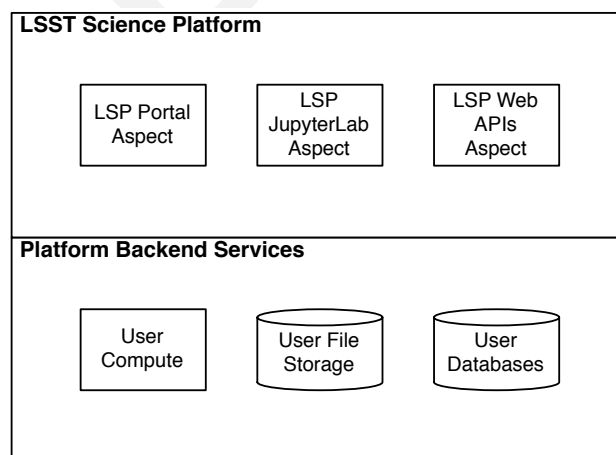 LSST Science Platform
LSP Portal
Aspect
LSP
JupyterLab
Aspect
LSP Web
APIs
Aspect
Platform Backend Services
User
Compute
User File
Storage
User
Databases